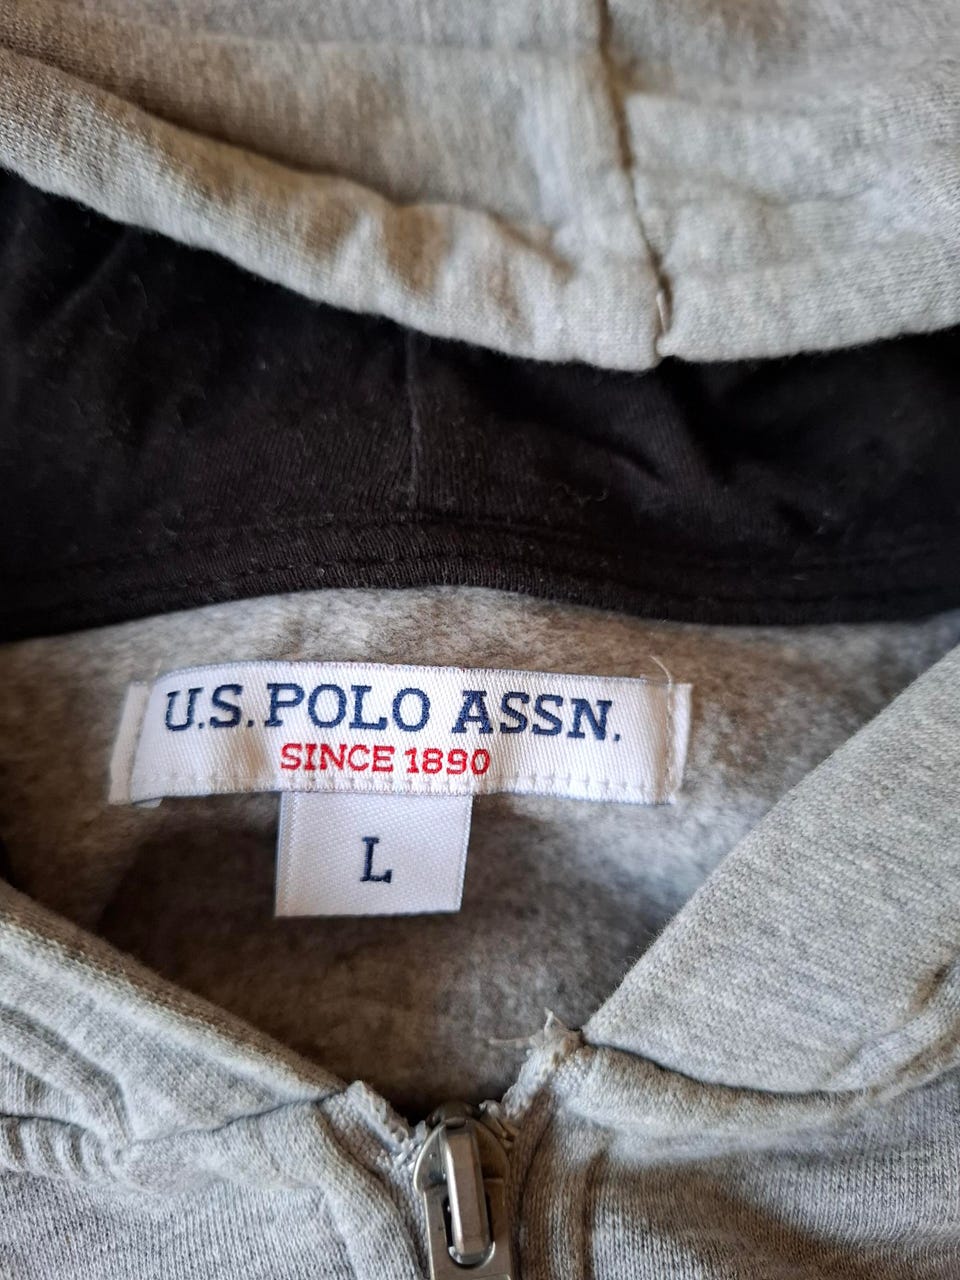 U.S. POLO ASSN.
SINCE 1890
L